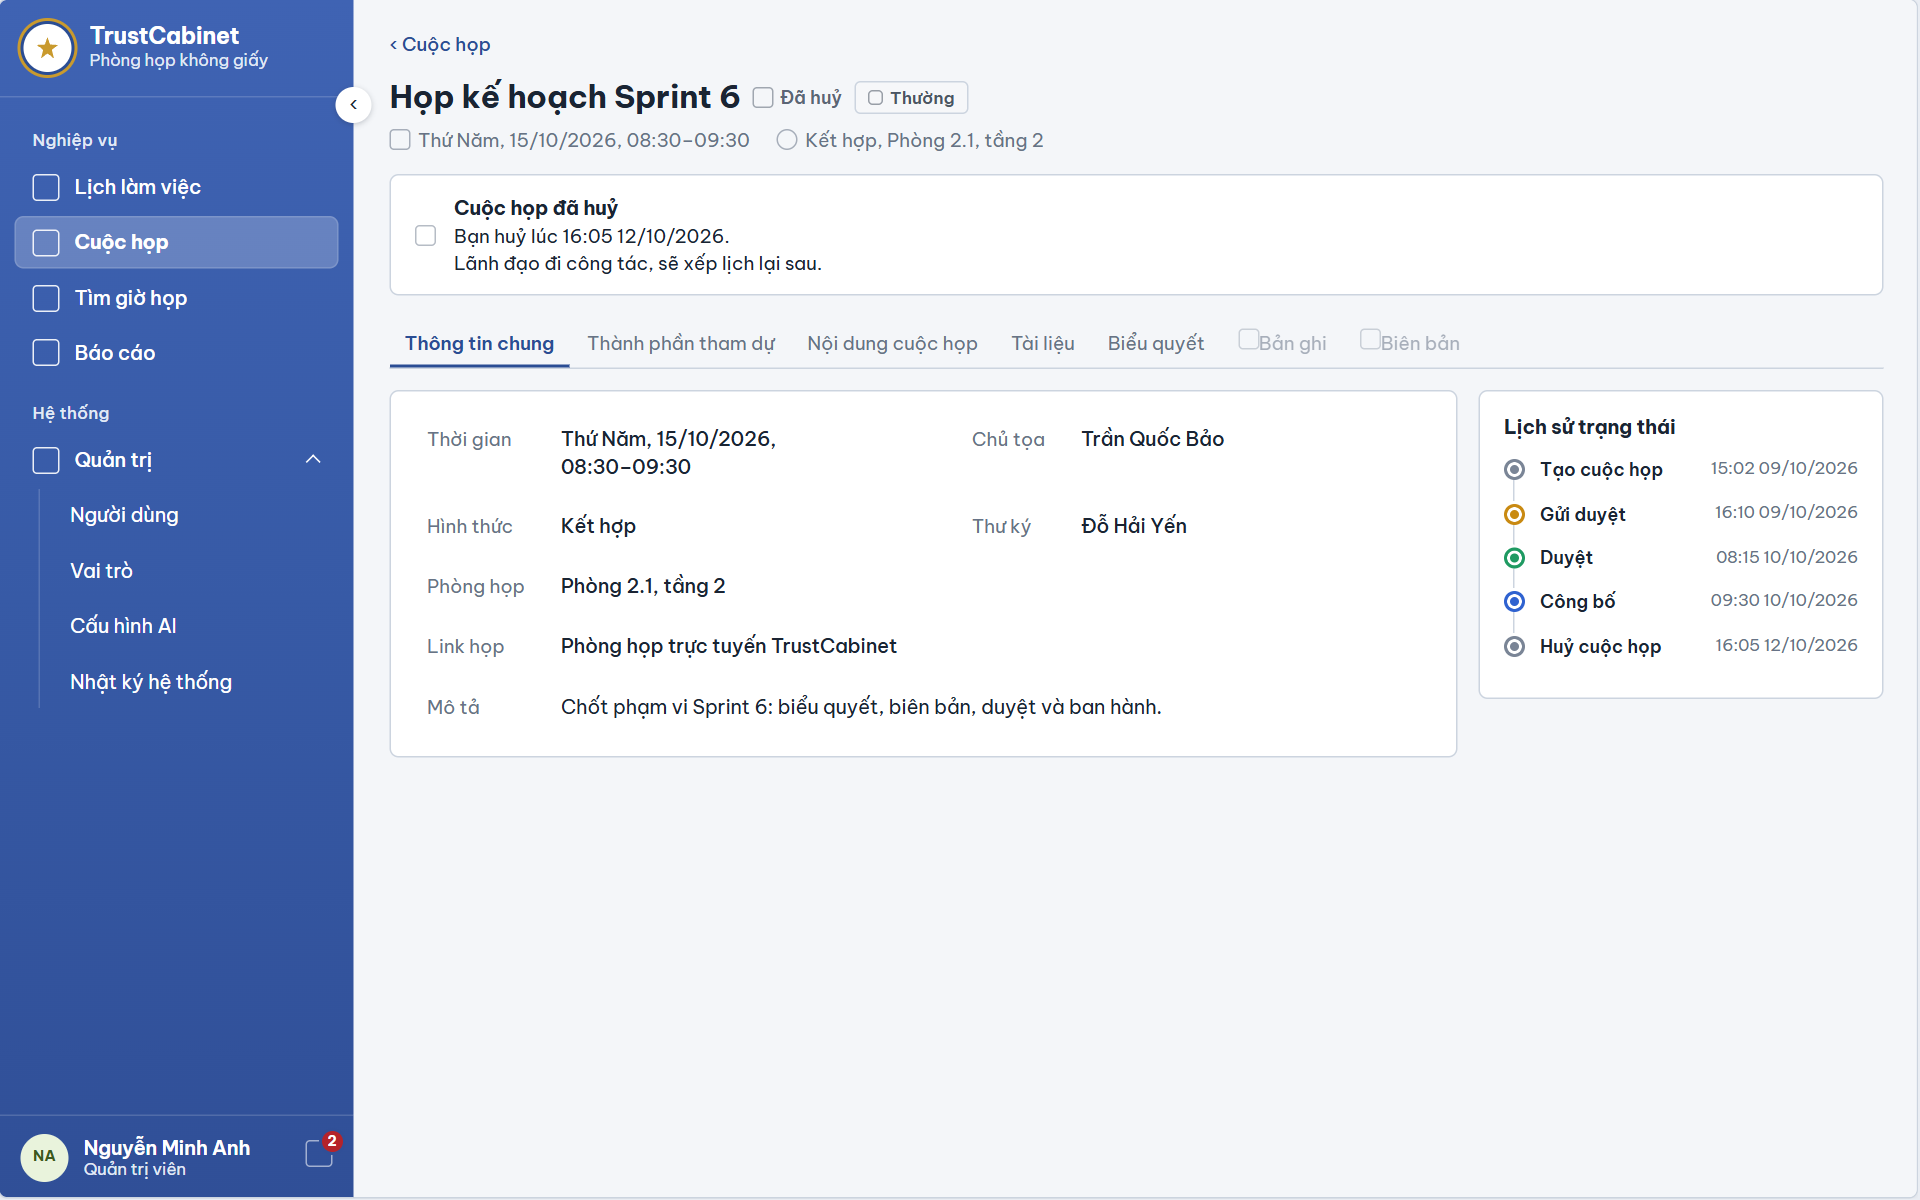 TrustCabinet
Phòng họp không giấy
Nghiệp vụ
Lịch làm việc
Cuộc họp
Tìm giờ họp
Báo cáo
Hệ thống
Quản trị
Người dùng
Vai trò
Cấu hình AI
Nhật ký hệ thống
NA
Nguyễn Minh Anh
Quản trị viên
2
‹ Cuộc họp
Họp kế hoạch Sprint 6 Đã huỷ Thường
Thứ Năm, 15/10/2026, 08:30–09:30 Kết hợp, Phòng 2.1, tầng 2
Cuộc họp đã huỷ
Bạn huỷ lúc 16:05 12/10/2026.
Lãnh đạo đi công tác, sẽ xếp lịch lại sau.
Thông tin chung Thành phần tham dự Nội dung cuộc họp Tài liệu Biểu quyết Bản ghi Biên bản
Thời gian Thứ Năm, 15/10/2026,
08:30–09:30
Chủ tọa Trần Quốc Bảo
Hình thức Kết hợp
Thư ký Đỗ Hải Yến
Phòng họp Phòng 2.1, tầng 2
Link họp Phòng họp trực tuyến TrustCabinet
Mô tả Chốt phạm vi Sprint 6: biểu quyết, biên bản, duyệt và ban hành.
Lịch sử trạng thái
Tạo cuộc họp 15:02 09/10/2026
Gửi duyệt 16:10 09/10/2026
Duyệt 08:15 10/10/2026
Công bố 09:30 10/10/2026
Huỷ cuộc họp 16:05 12/10/2026